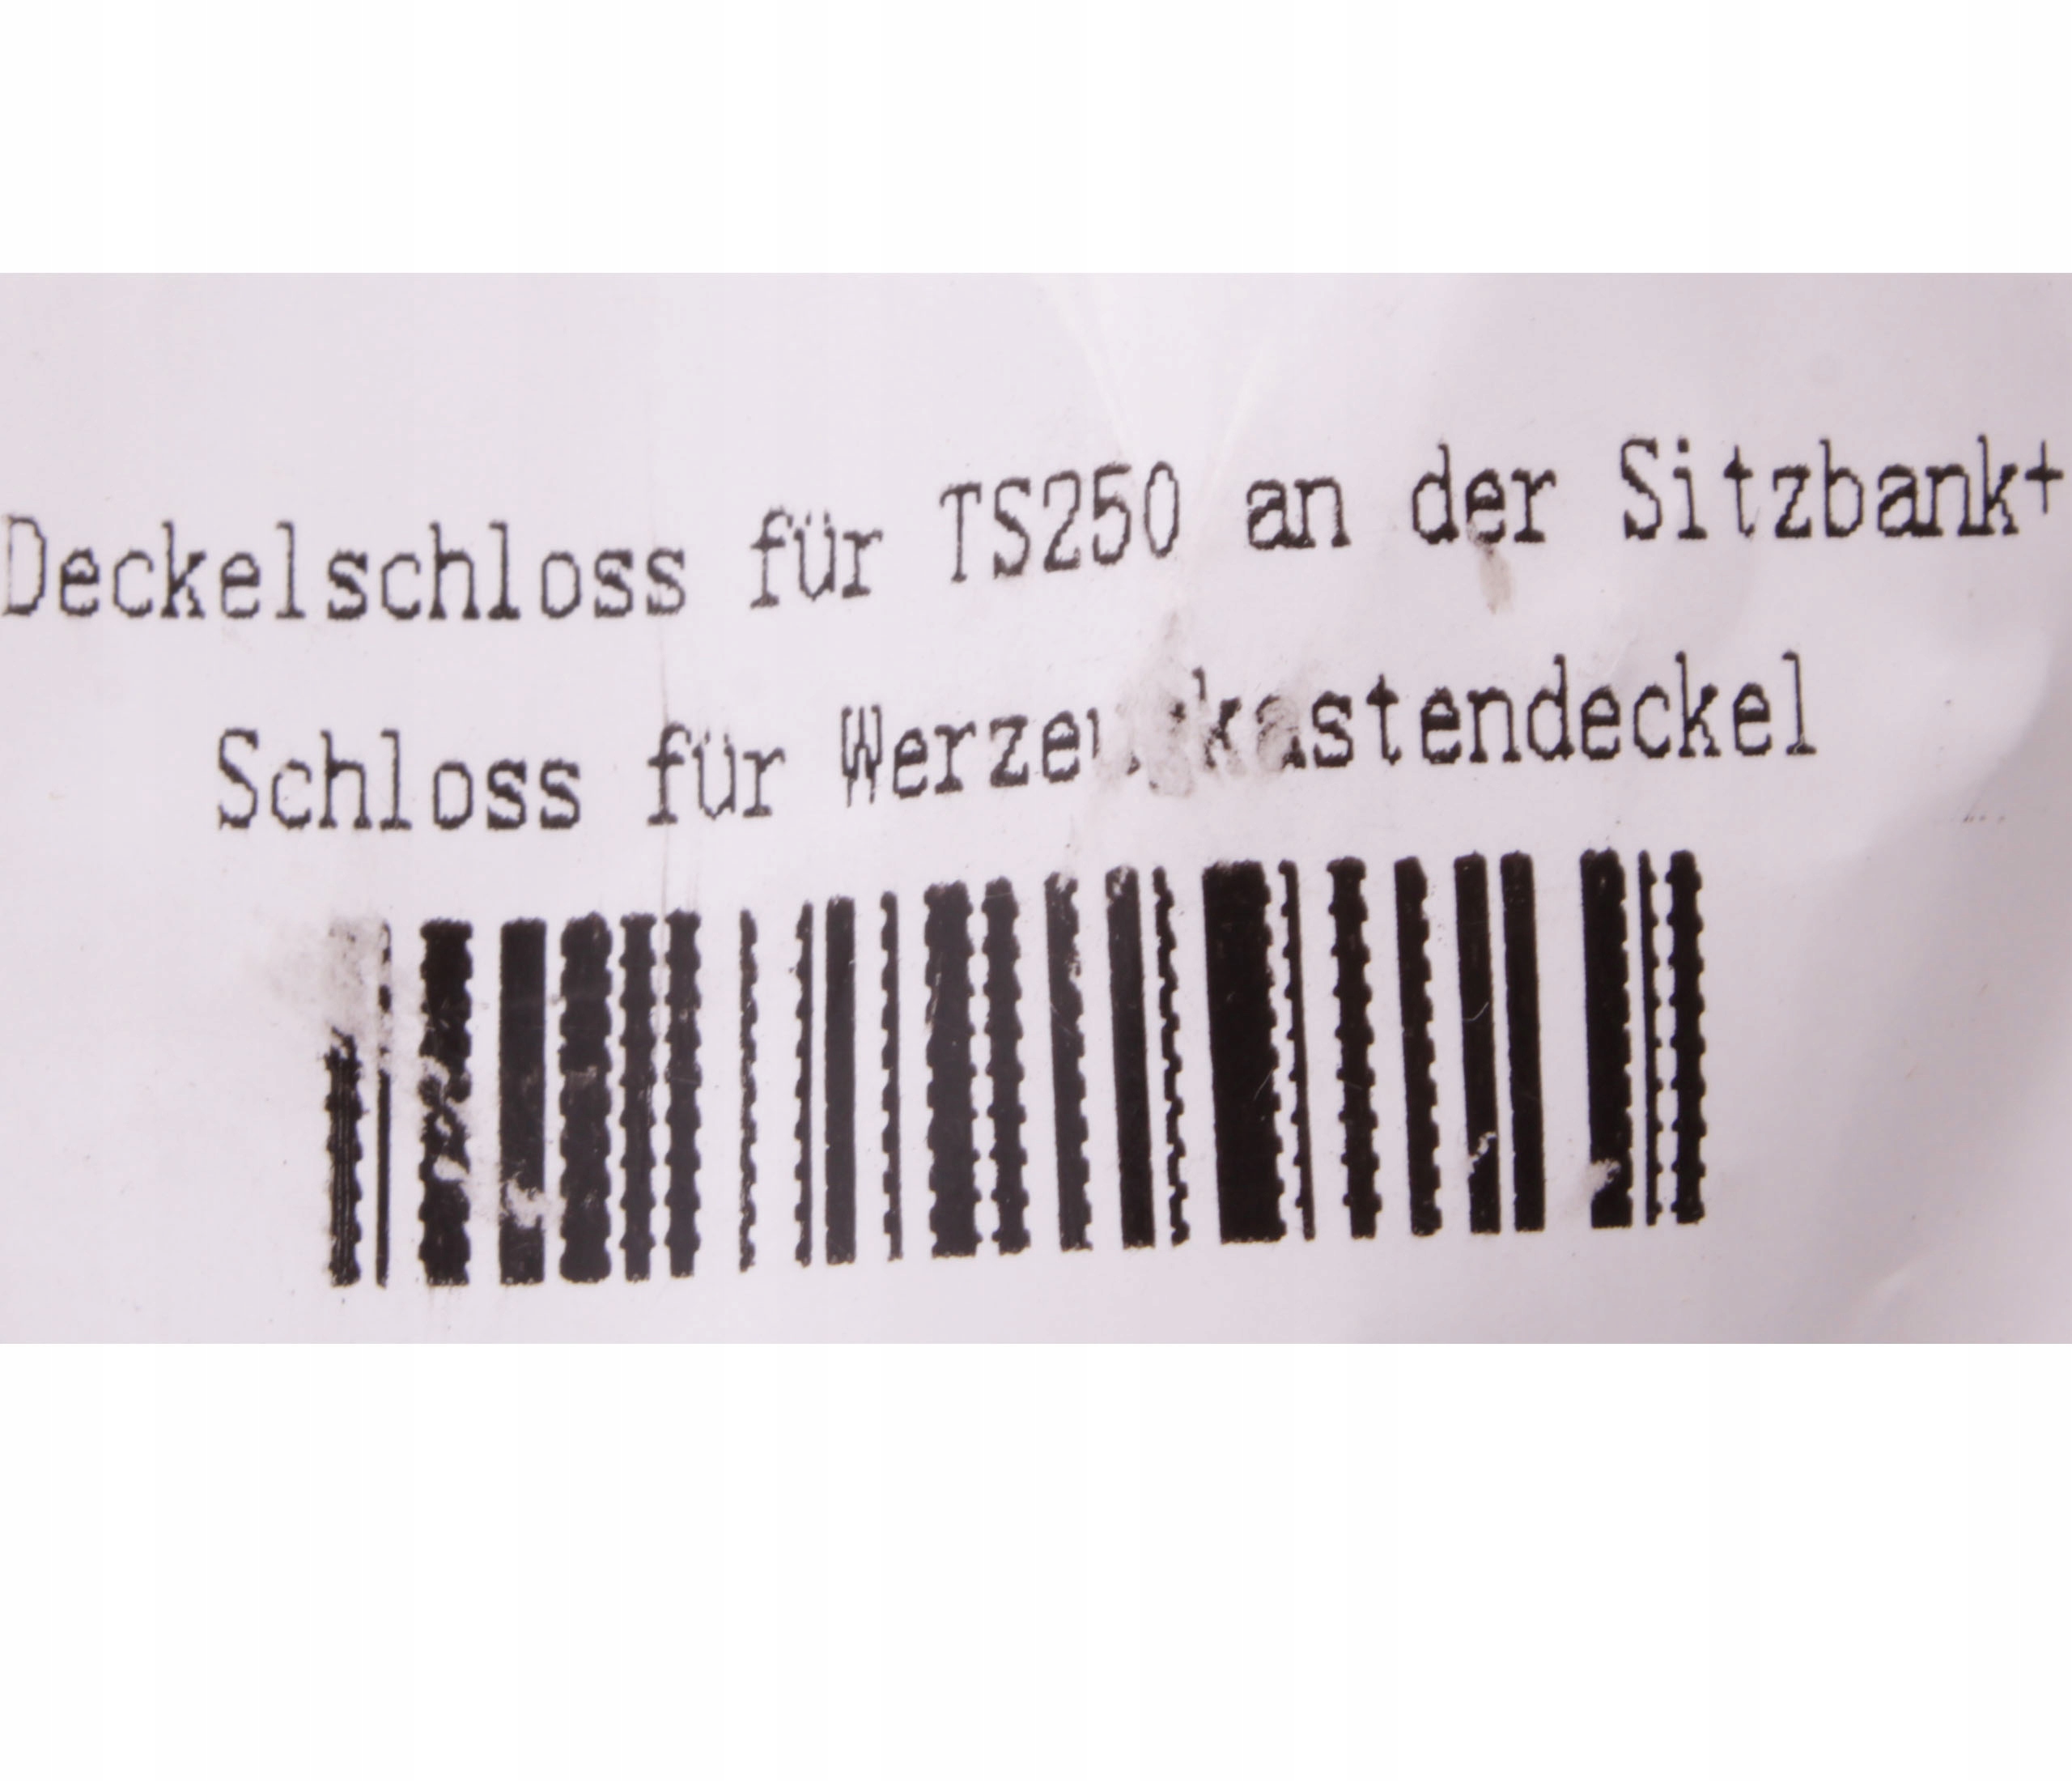 Deckelschloss für TS250 an der Sitzbank+
Schloss für Werzeugkastendeckel